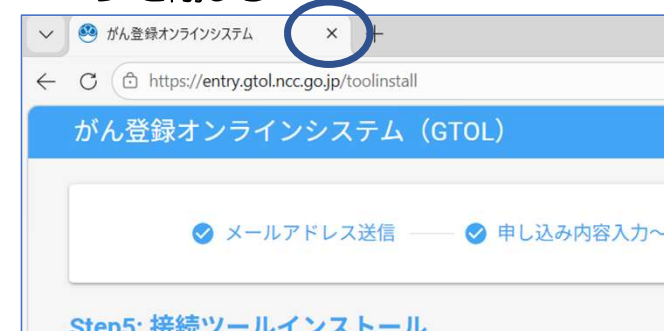 がん登録オンラインシステム
https://entry.gtol.ncc.go.jp/toolinstall
がん登録オンラインシステム（GTOL）
メールアドレス送信 申し込み内容入力～
Step5: 接続ツールインストール